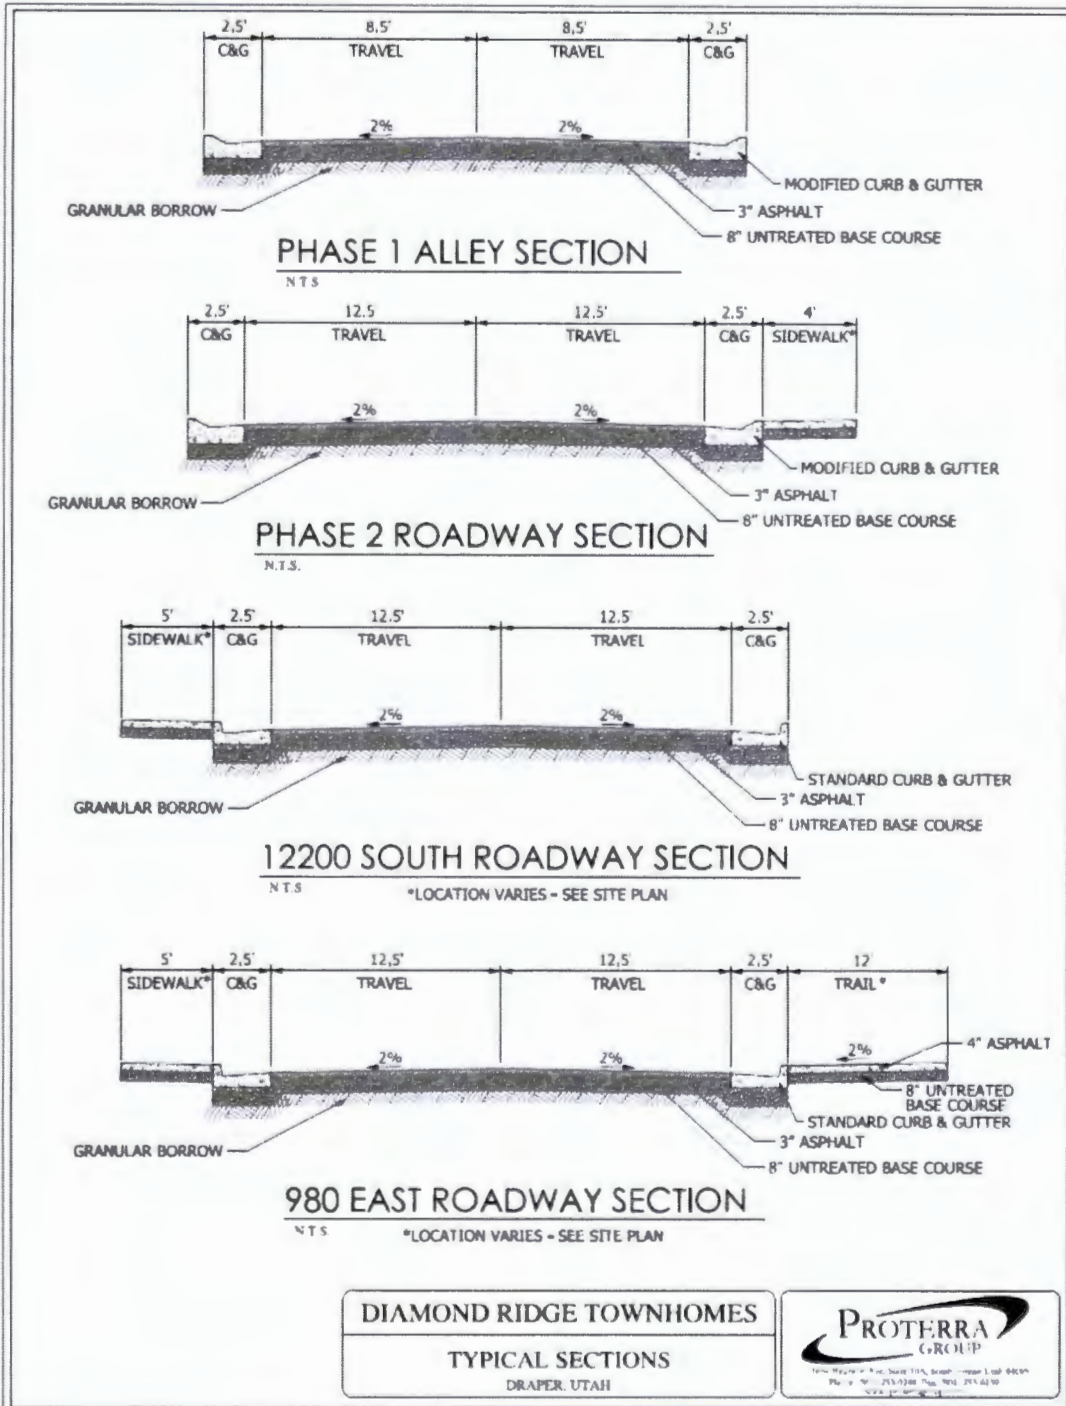 2.5' 8.5' 8.5' 2.5'
C&G TRAVEL TRAVEL C&G
2% 2%
MODIFIED CURB & GUTTER
GRANULAR BORROW
3" ASPHALT
8" UNTREATED BASE COURSE
PHASE 1 ALLEY SECTION
N.T.S
2.5' 12.5 12.5' 2.5' 4'
C&G TRAVEL TRAVEL C&G SIDEWALK*
2% 2%
MODIFIED CURB & GUTTER
3" ASPHALT
GRANULAR BORROW
8" UNTREATED BASE COURSE
PHASE 2 ROADWAY SECTION
N.T.S.
5' 2.5' 12.5' 12.5' 2.5'
SIDEWALK* C&G TRAVEL TRAVEL C&G
2% 2%
STANDARD CURB & GUTTER
3" ASPHALT
GRANULAR BORROW
8" UNTREATED BASE COURSE
12200 SOUTH ROADWAY SECTION
N.T.S
*LOCATION VARIES - SEE SITE PLAN
5' 2.5' 12.5' 12.5' 2.5' 12'
SIDEWALK* C&G TRAVEL TRAVEL C&G TRAIL*
2% 2% 2%
4" ASPHALT
8" UNTREATED
BASE COURSE
STANDARD CURB & GUTTER
3" ASPHALT
GRANULAR BORROW
8" UNTREATED BASE COURSE
980 EAST ROADWAY SECTION
N.T.S.
*LOCATION VARIES - SEE SITE PLAN
DIAMOND RIDGE TOWNHOMES
TYPICAL SECTIONS
DRAPER, UTAH
PROTERRA
GROUP